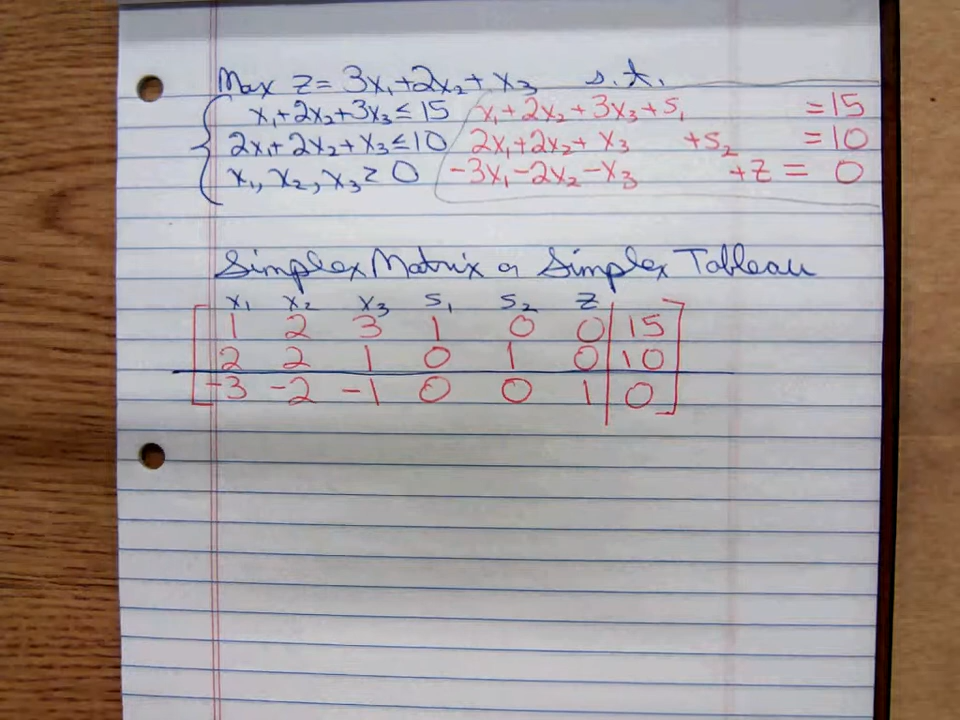 Max z = 3x₁+2x₂+x₃ s.t.
x₁+2x₂+3x₃ ≤ 15 x₁+2x₂+3x₃+s₁ = 15
2x₁+2x₂+x₃ ≤ 10 2x₁+2x₂+x₃ +s₂ = 10
x₁, x₂, x₃ ≥ 0 -3x₁-2x₂-x₃ +z = 0
Simplex Matrix or Simplex Tableau
x₁ x₂ x₃ s₁ s₂ z
1 2 3 1 0 0 15
2 2 1 0 1 0 10
-3 -2 -1 0 0 1 0